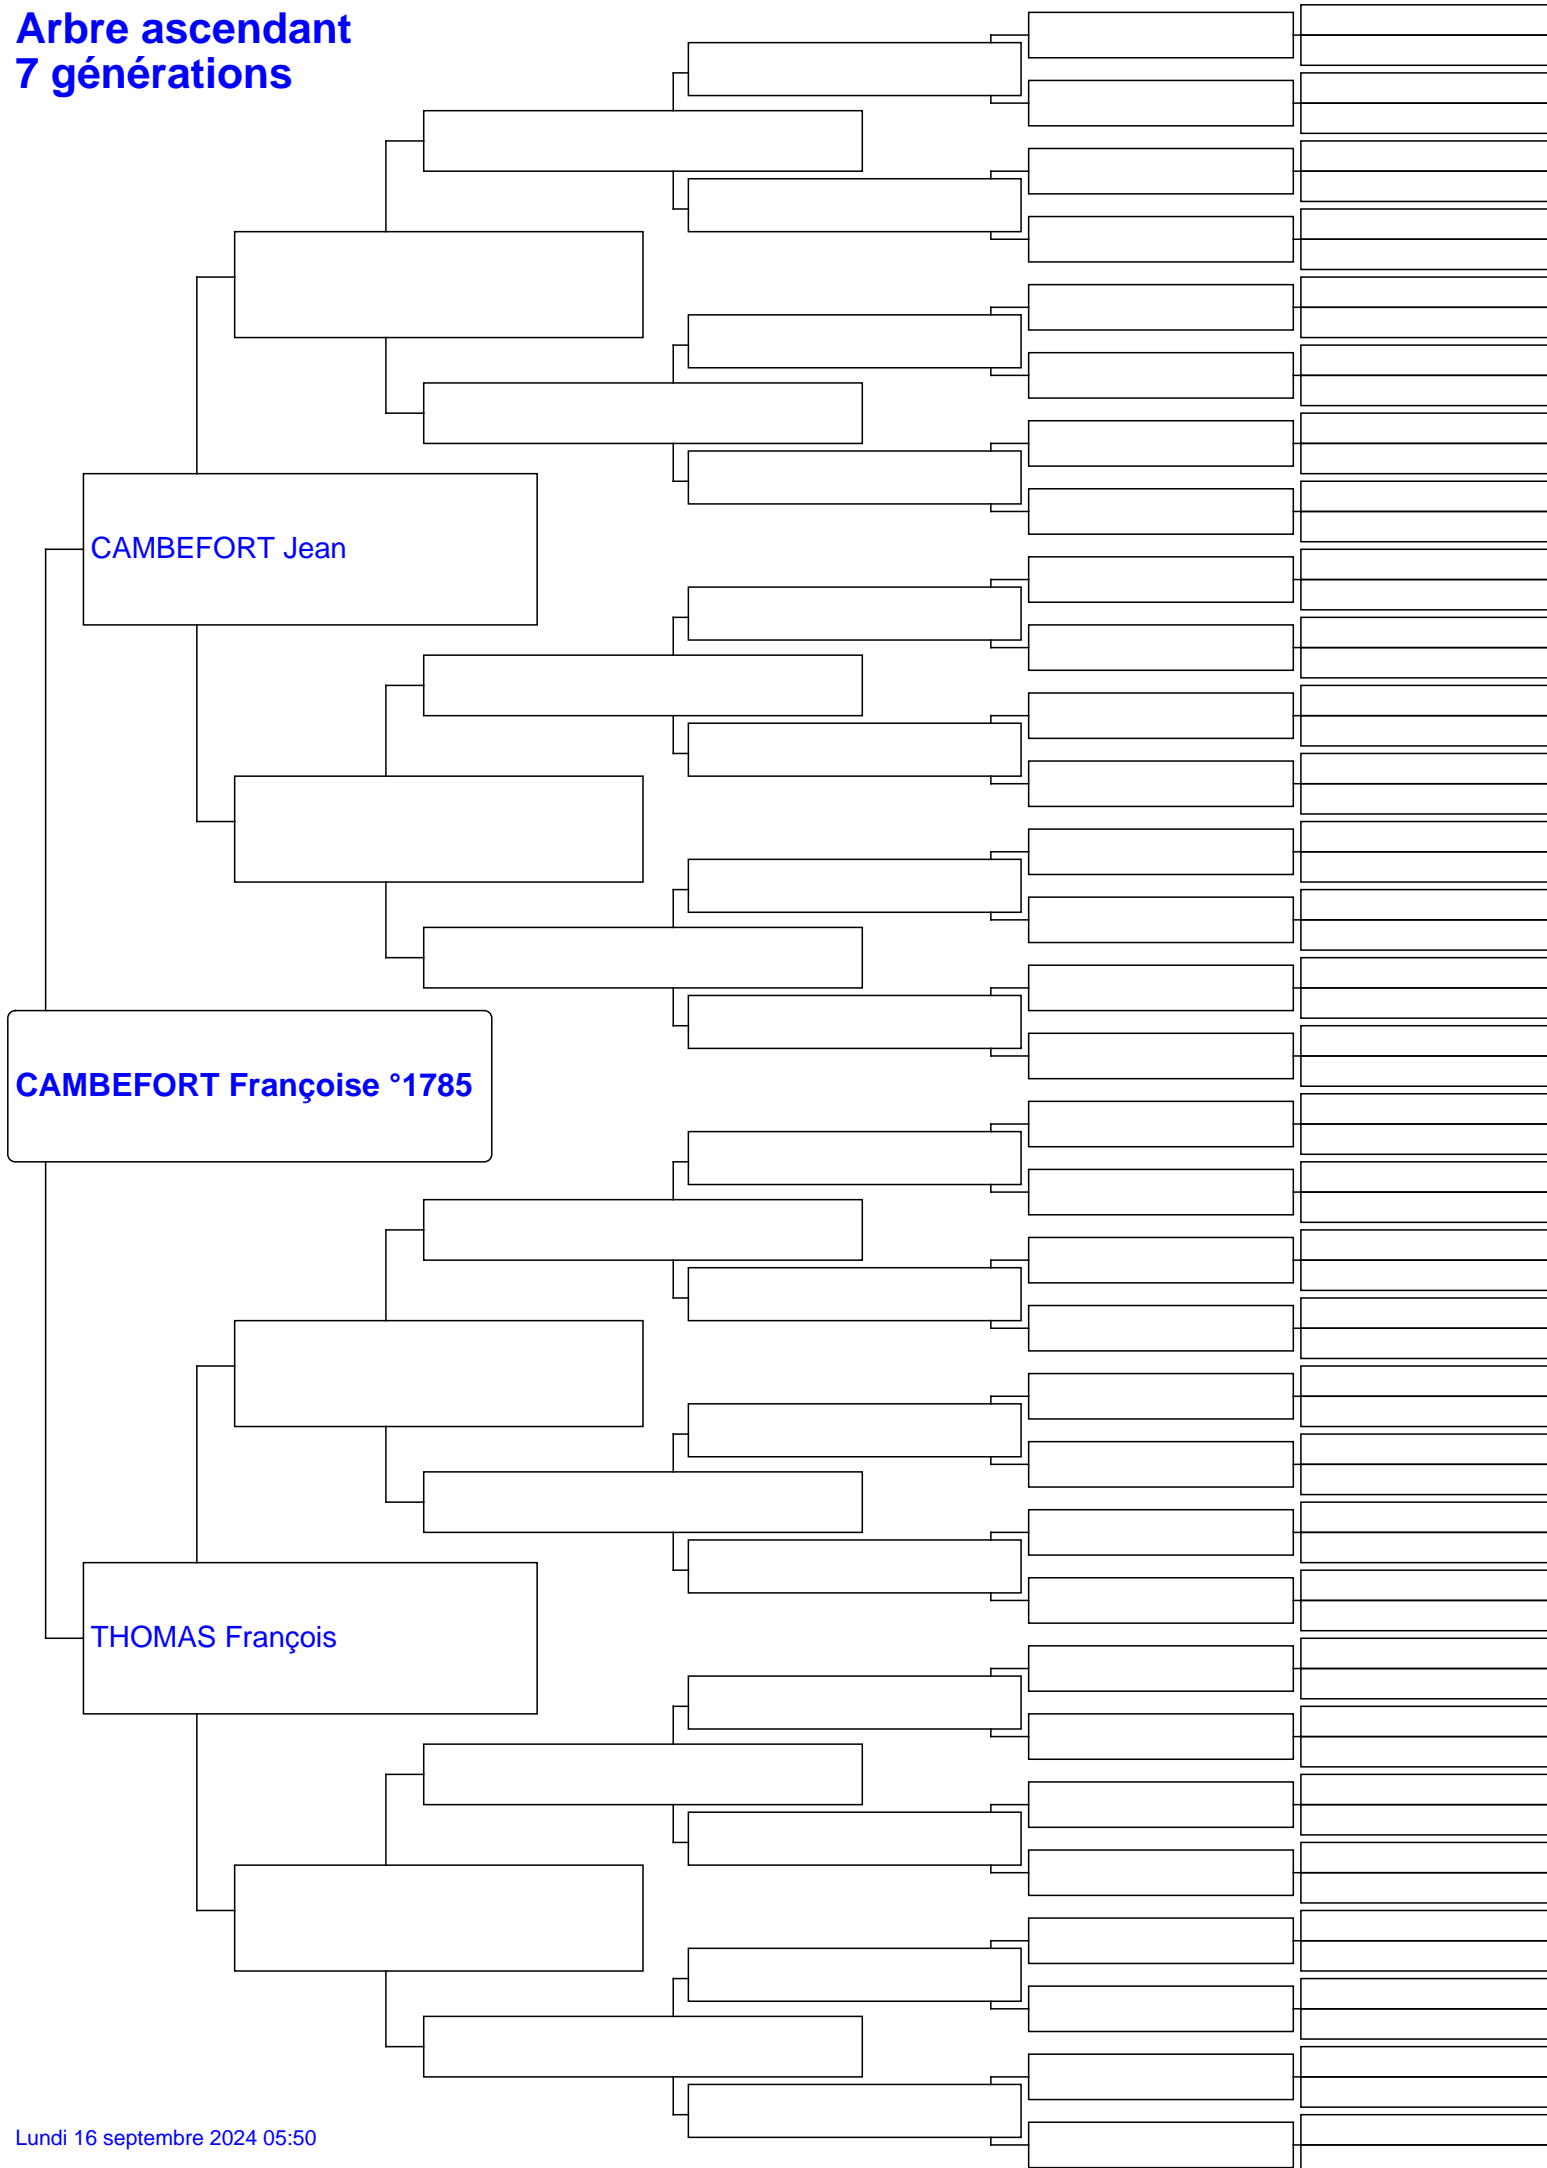 Arbre ascendant
7 générations
CAMBEFORT Jean
CAMBEFORT Françoise °1785
THOMAS François
Lundi 16 septembre 2024 05:50